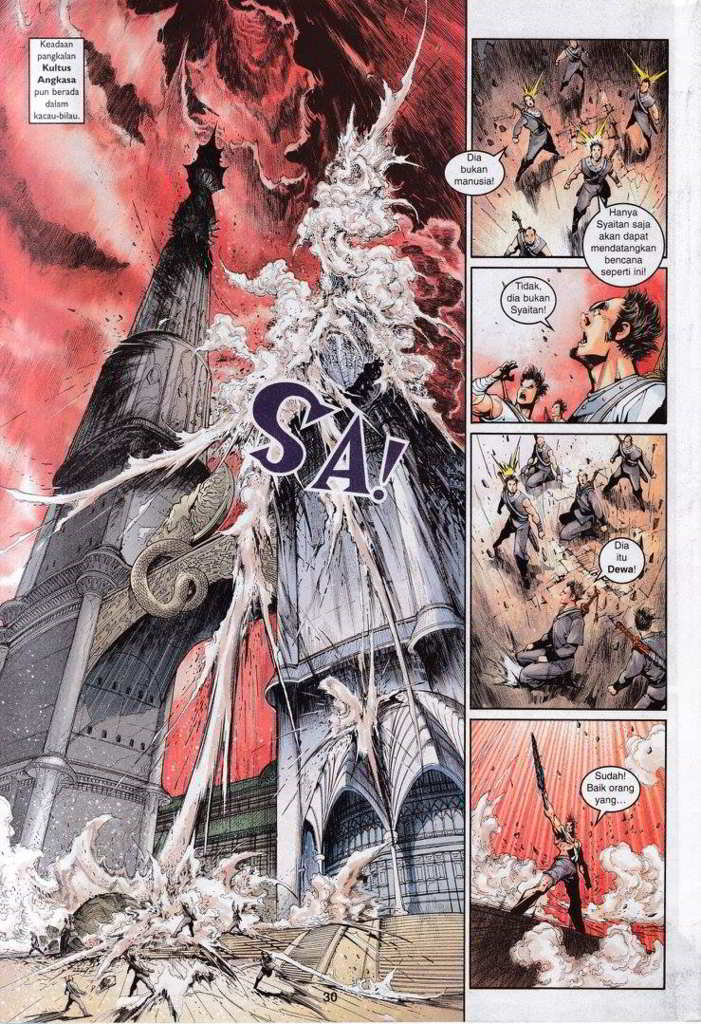 Keadaan
pangkalan
Kultus
Angkasa
pun berada
dalam
kacau-bilau.
SA!
Dia
bukan
manusia!
Hanya
Syaitan saja
akan dapat
mendatangkan
bencana
seperti ini!
Tidak,
dia bukan
Syaitan!
Dia
itu
Dewa!
Sudah!
Baik orang
yang...
30